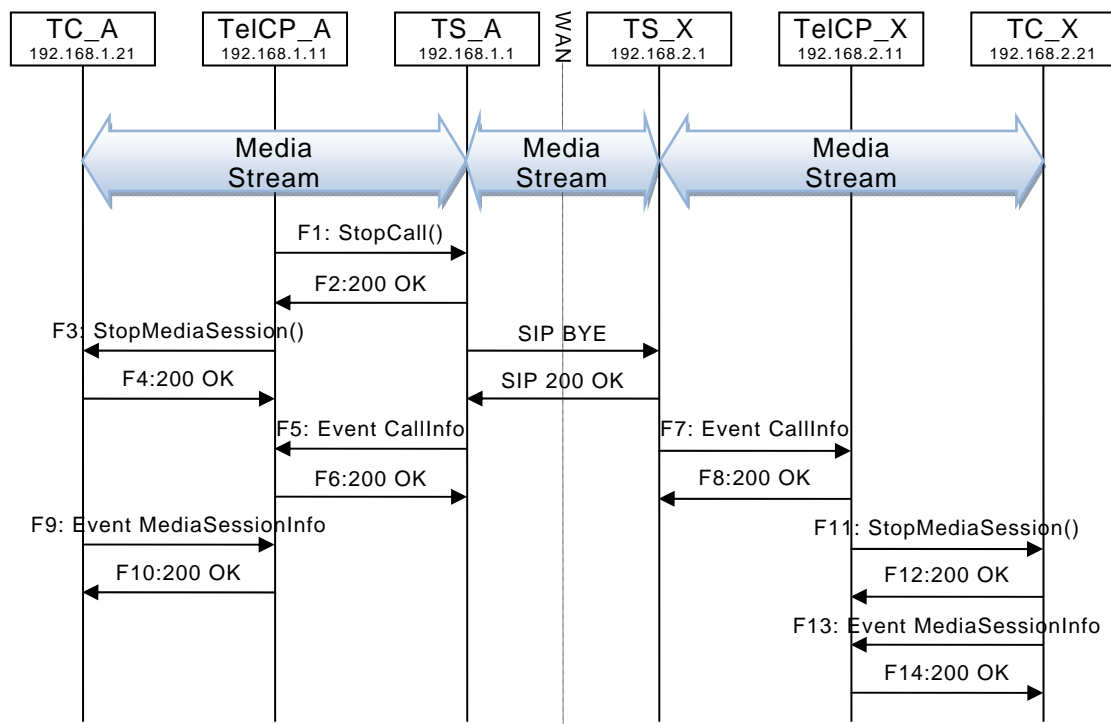 TC_A
192.168.1.21
TelCP_A
192.168.1.11
TS_A
192.168.1.1
WAN
TS_X
192.168.2.1
TelCP_X
192.168.2.11
TC_X
192.168.2.21
Media
Stream
Media
Stream
Media
Stream
F1: StopCall()
F2:200 OK
F3: StopMediaSession()
SIP BYE
F4:200 OK
SIP 200 OK
F5: Event CallInfo
F7: Event CallInfo
F6:200 OK
F8:200 OK
F9: Event MediaSessionInfo
F11: StopMediaSession()
F10:200 OK
F12:200 OK
F13: Event MediaSessionInfo
F14:200 OK